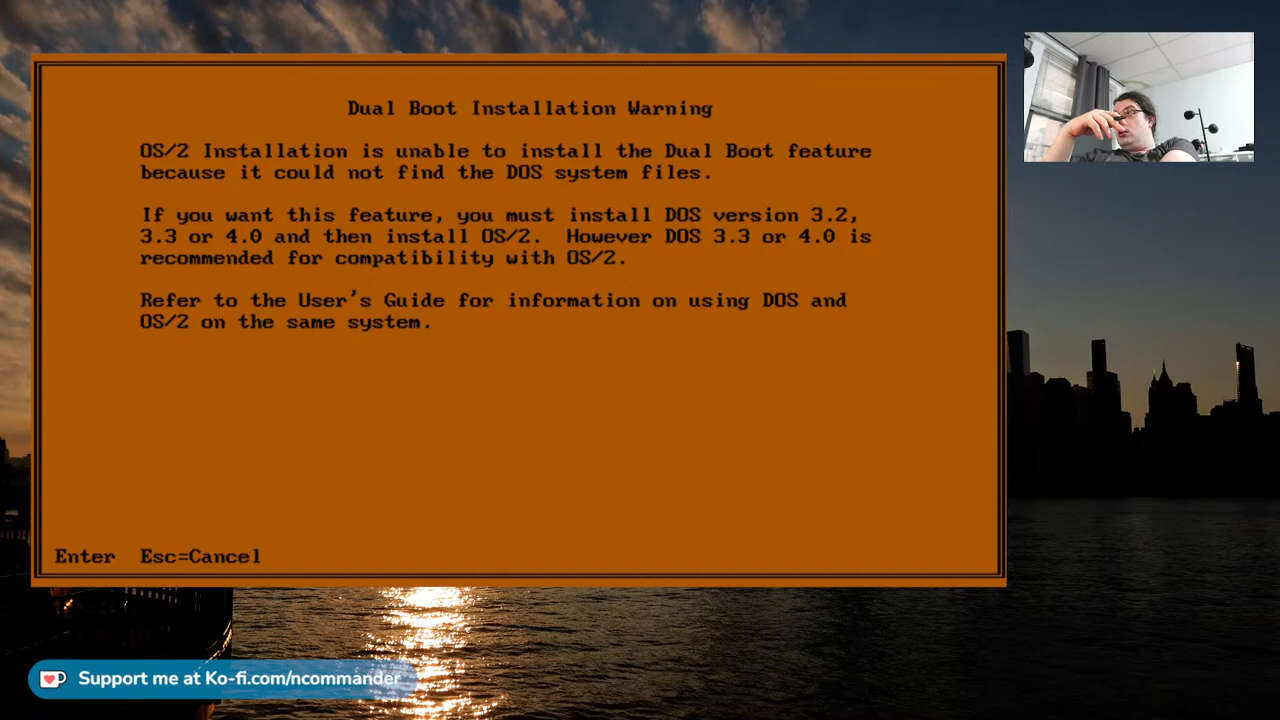 Dual Boot Installation Warning
OS/2 Installation is unable to install the Dual Boot feature
because it could not find the DOS system files.
If you want this feature, you must install DOS version 3.2,
3.3 or 4.0 and then install OS/2.  However DOS 3.3 or 4.0 is
recommended for compatibility with OS/2.
Refer to the User's Guide for information on using DOS and
OS/2 on the same system.
Enter  Esc=Cancel
Support me at Ko-fi.com/ncommander